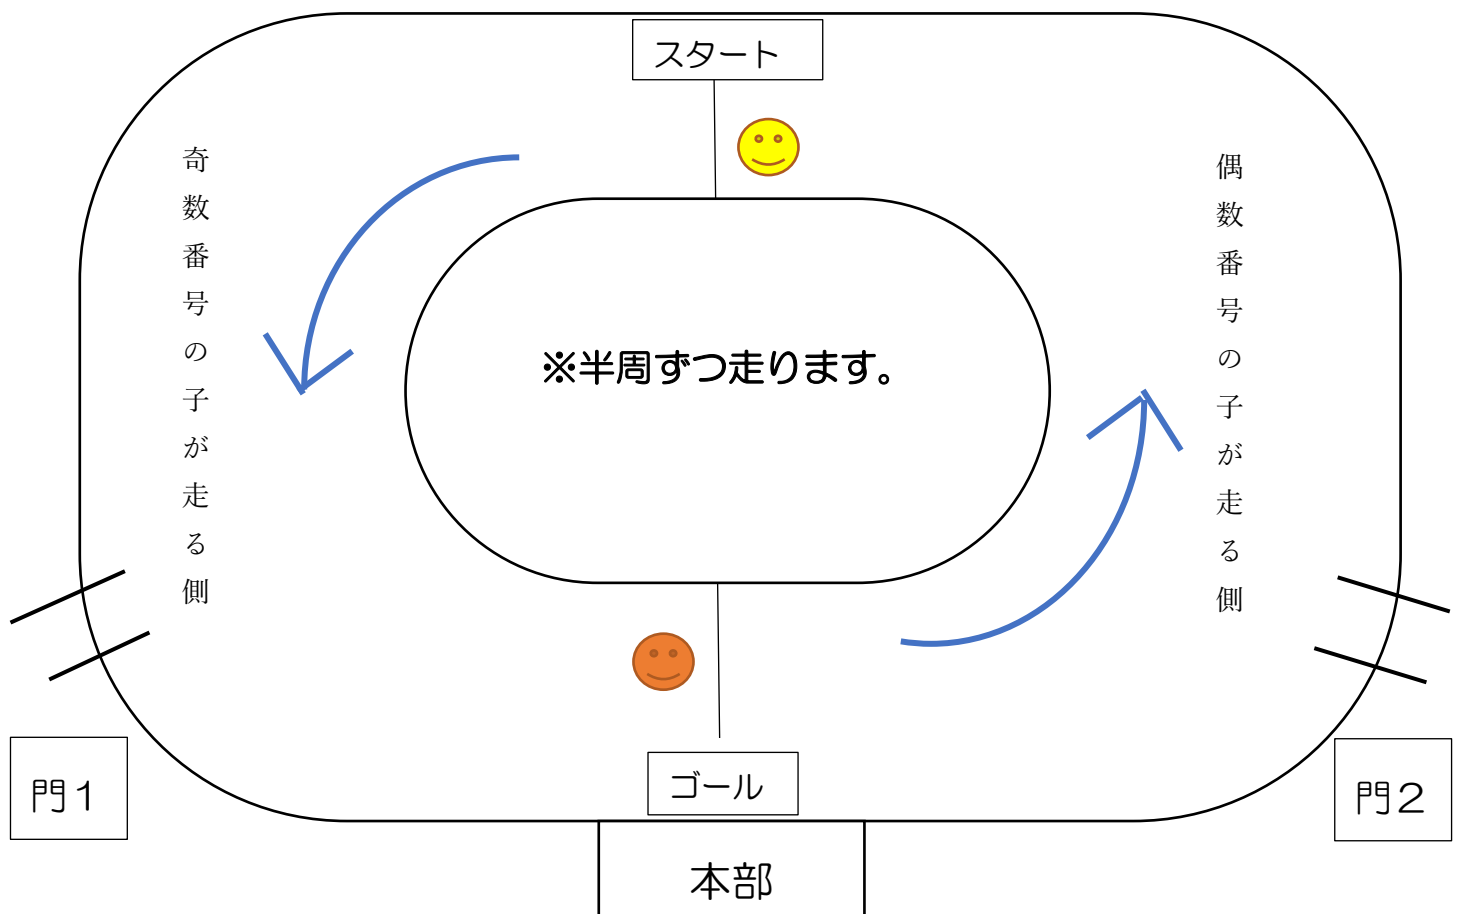 スタート
奇数番号の子が走る側
偶数番号の子が走る側
※半周ずつ走ります。
ゴール
門1
門2
本部